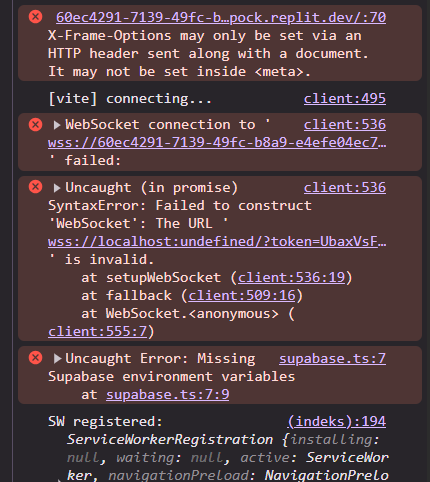 60ec4291-7139-49fc-b…pock.replit.dev/:70
X-Frame-Options may only be set via an
HTTP header sent along with a document.
It may not be set inside <meta>.
[vite] connecting... client:495
▶WebSocket connection to ' client:536
wss://60ec4291-7139-49fc-b8a9-e4efe04ec7…
' failed:
▶Uncaught (in promise) client:536
SyntaxError: Failed to construct
'WebSocket': The URL '
wss://localhost:undefined/?token=UbaxVsF…
' is invalid.
at setupWebSocket (client:536:19)
at fallback (client:509:16)
at WebSocket.<anonymous> (
client:555:7)
▶Uncaught Error: Missing supabase.ts:7
Supabase environment variables
at supabase.ts:7:9
SW registered: (indeks):194
ServiceWorkerRegistration {installing:
null, waiting: null, active: ServiceWor
ker, navigationPreload: NavigationPrelo